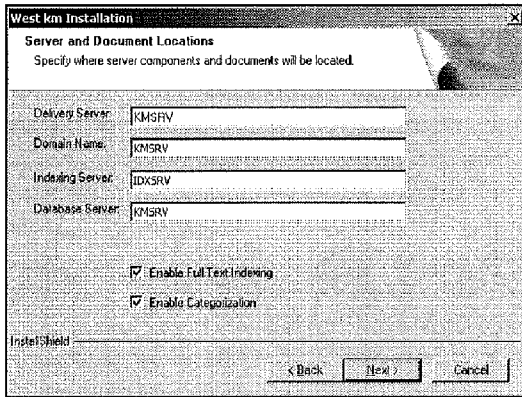 West km Installation
Server and Document Locations
Specify where server components and documents will be located.
Delivery Server: KMSRV
Domain Name: KMSRV
Indexing Server: IDXSRV
Database Server: KMSRV
Enable Full Text Indexing
Enable Categorization
InstallShield
< Back Next > Cancel